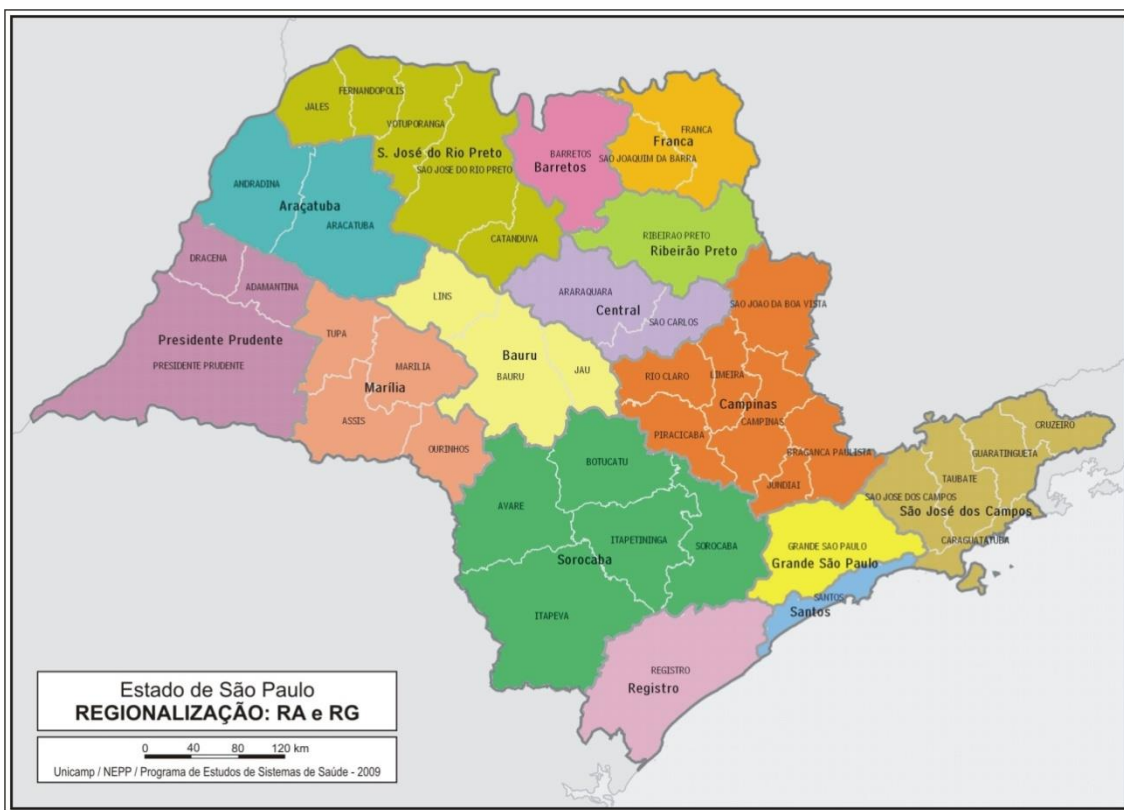 JALES
FERNANDOPOLIS
VOTUPORANGA
S. José do Rio Preto
SAO JOSE DO RIO PRETO
CATANDUVA
BARRETOS
Barretos
FRANCA
Franca
SAO JOAQUIM DA BARRA
ANDRADINA
Araçatuba
ARACATUBA
RIBEIRAO PRETO
Ribeirão Preto
DRACENA
ADAMANTINA
Presidente Prudente
PRESIDENTE PRUDENTE
LINS
Bauru
BAURU
JAU
ARARAQUARA
Central
SAO CARLOS
SAO JOAO DA BOA VISTA
TUPA
MARILIA
Marília
ASSIS
OURINHOS
RIO CLARO
LIMEIRA
Campinas
CAMPINAS
PIRACICABA
BRAGANCA PAULISTA
JUNDIAI
CRUZEIRO
GUARATINGUETA
TAUBATE
SAO JOSE DOS CAMPOS
São José dos Campos
CARAGUATATUBA
BOTUCATU
AVARE
ITAPETININGA
SOROCABA
Sorocaba
ITAPEVA
GRANDE SAO PAULO
Grande São Paulo
SANTOS
Santos
REGISTRO
Registro
Estado de São Paulo
REGIONALIZAÇÃO: RA e RG
0 40 80 120 km
Unicamp / NEPP / Programa de Estudos de Sistemas de Saúde - 2009